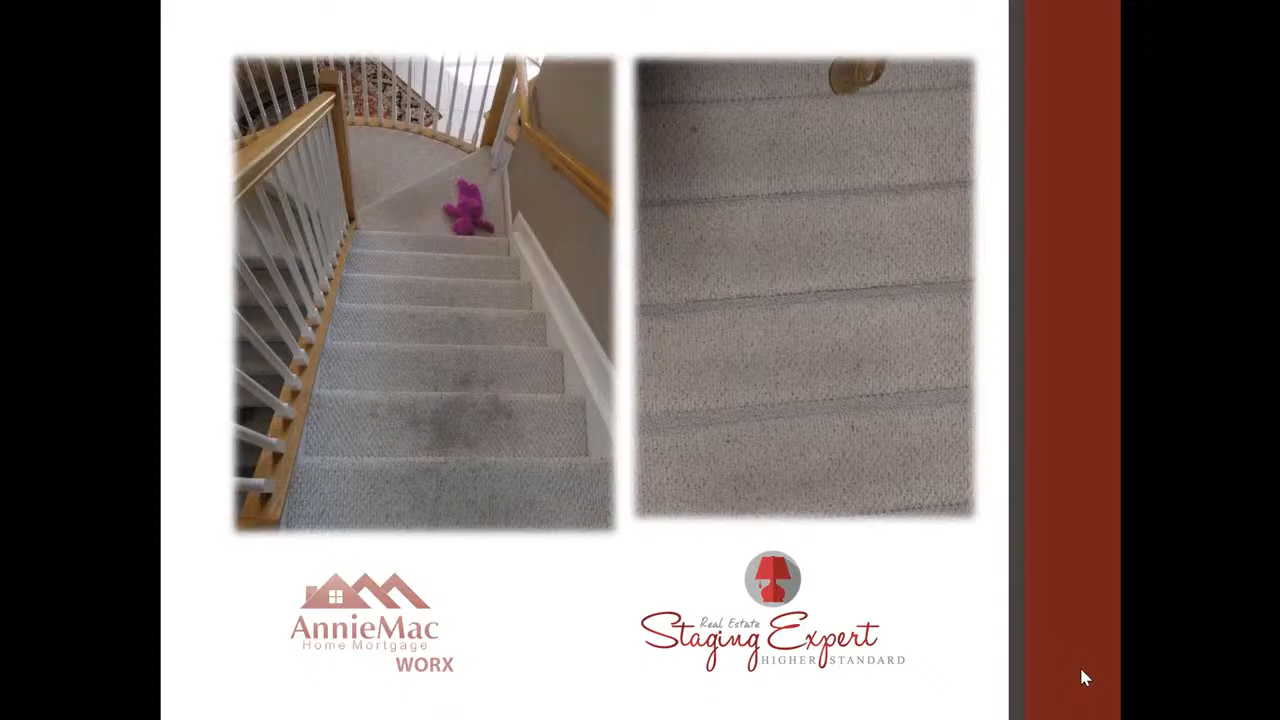 AnnieMac
Home Mortgage
WORX
Real Estate
Staging Expert
HIGHER STANDARD